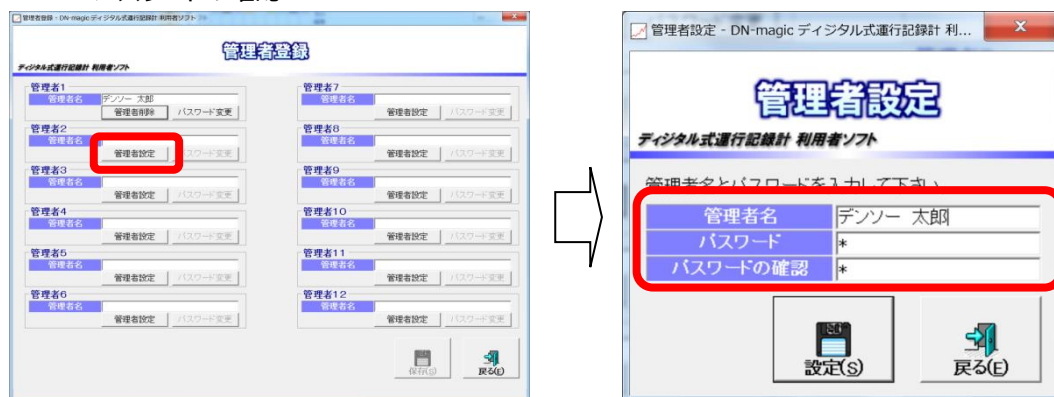 管理者登録 - DN-magic ディジタル式運行記録計 利用者ソフト
管理者登録
ディジタル式運行記録計 利用者ソフト
管理者1
管理者名 デンソー 太郎
管理者削除 パスワード変更
管理者2
管理者名
管理者設定 パスワード変更
管理者3
管理者名
管理者設定 パスワード変更
管理者4
管理者名
管理者設定 パスワード変更
管理者5
管理者名
管理者設定 パスワード変更
管理者6
管理者名
管理者設定 パスワード変更
管理者7
管理者名
管理者設定 パスワード変更
管理者8
管理者名
管理者設定 パスワード変更
管理者9
管理者名
管理者設定 パスワード変更
管理者10
管理者名
管理者設定 パスワード変更
管理者11
管理者名
管理者設定 パスワード変更
管理者12
管理者名
管理者設定 パスワード変更
保存(S) 戻る(E)
管理者設定 - DN-magic ディジタル式運行記録計 利...
管理者設定
ディジタル式運行記録計 利用者ソフト
管理者名とパスワードを入力して下さい
管理者名 デンソー 太郎
パスワード *
パスワードの確認 *
設定(S) 戻る(E)